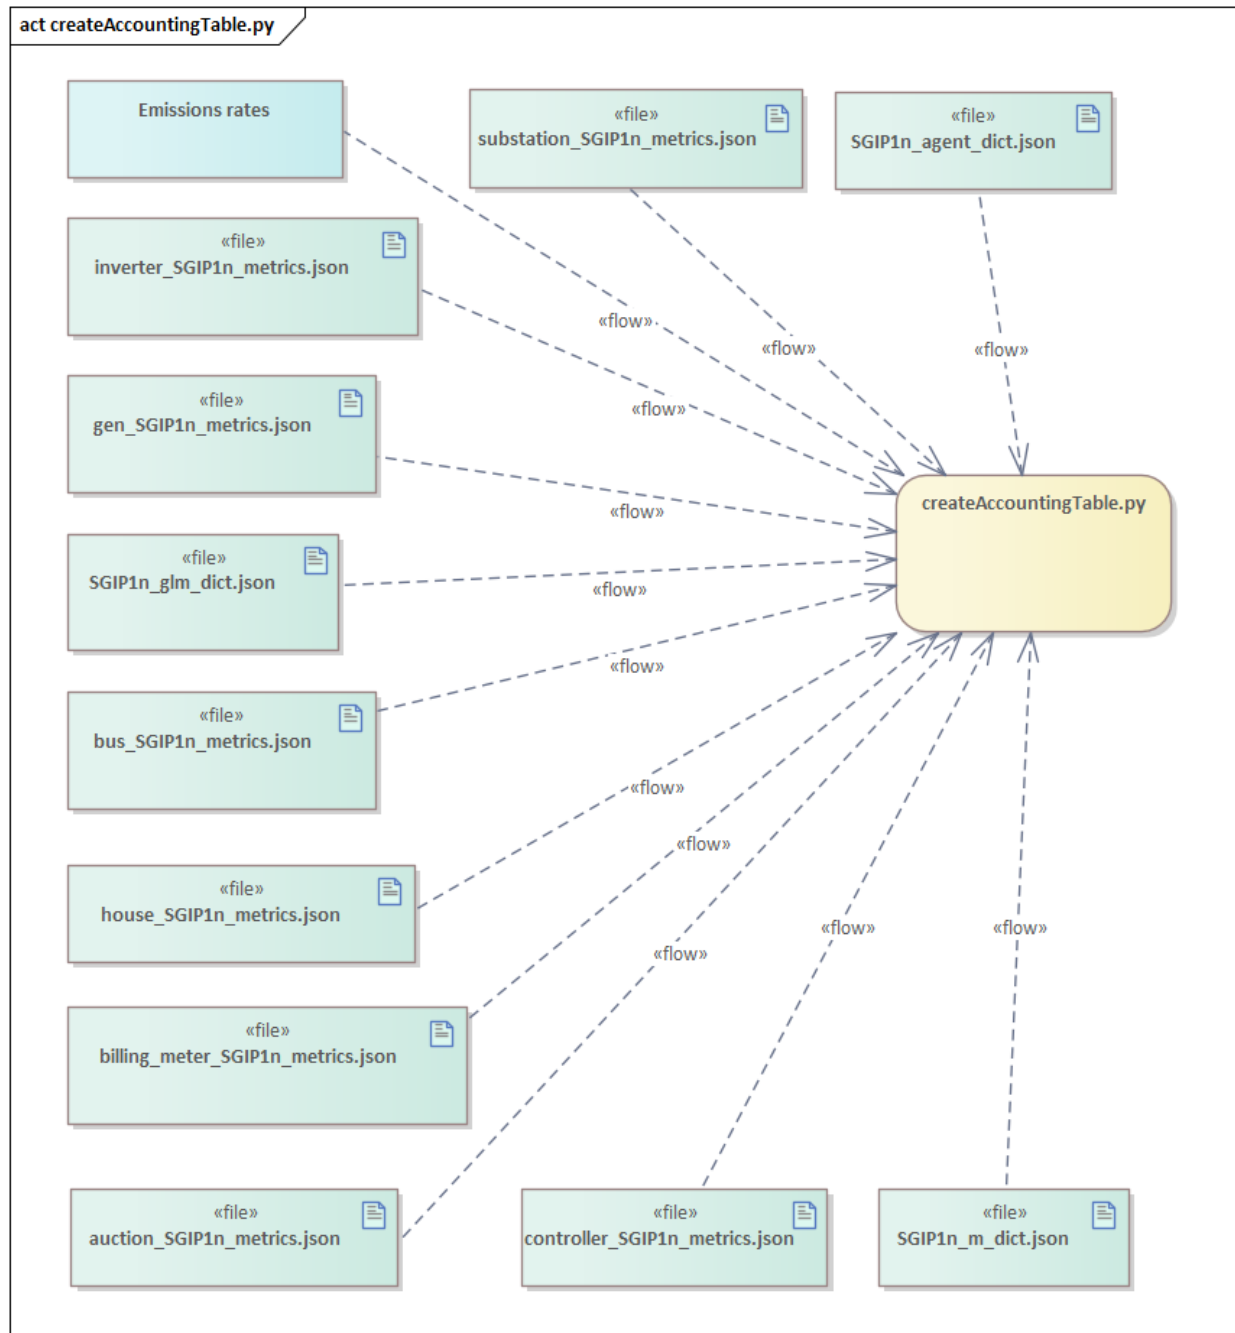 act createAccountingTable.py
Emissions rates
«file»
substation_SGIP1n_metrics.json
«file»
SGIP1n_agent_dict.json
«file»
inverter_SGIP1n_metrics.json
«flow»
«flow»
«flow»
«file»
gen_SGIP1n_metrics.json
«flow»
createAccountingTable.py
«flow»
«file»
SGIP1n_glm_dict.json
«flow»
«file»
bus_SGIP1n_metrics.json
«flow»
«flow»
«flow»
«file»
house_SGIP1n_metrics.json
«flow»
«flow»
«flow»
«file»
billing_meter_SGIP1n_metrics.json
«file»
auction_SGIP1n_metrics.json
«file»
controller_SGIP1n_metrics.json
«file»
SGIP1n_m_dict.json